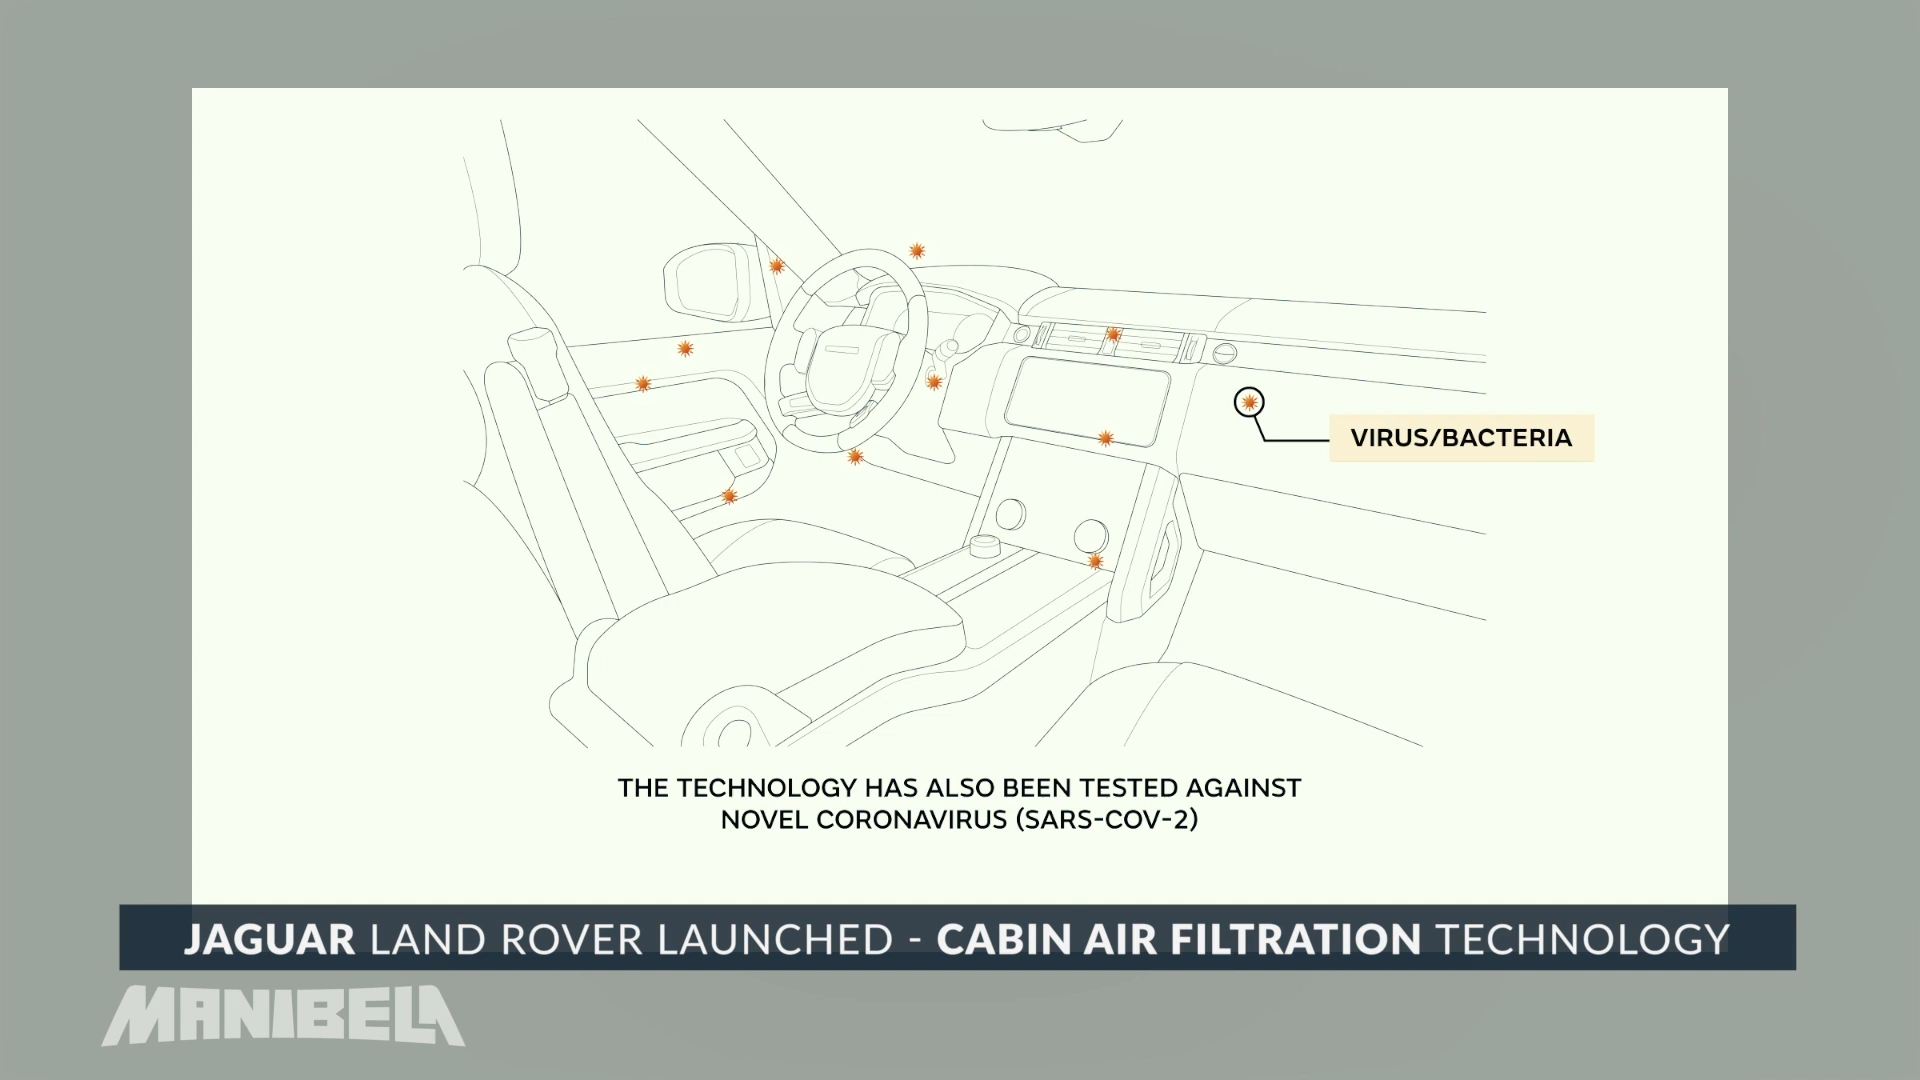 VIRUS/BACTERIA
THE TECHNOLOGY HAS ALSO BEEN TESTED AGAINST
NOVEL CORONAVIRUS (SARS-COV-2)
JAGUAR LAND ROVER LAUNCHED - CABIN AIR FILTRATION TECHNOLOGY
MANIBELA